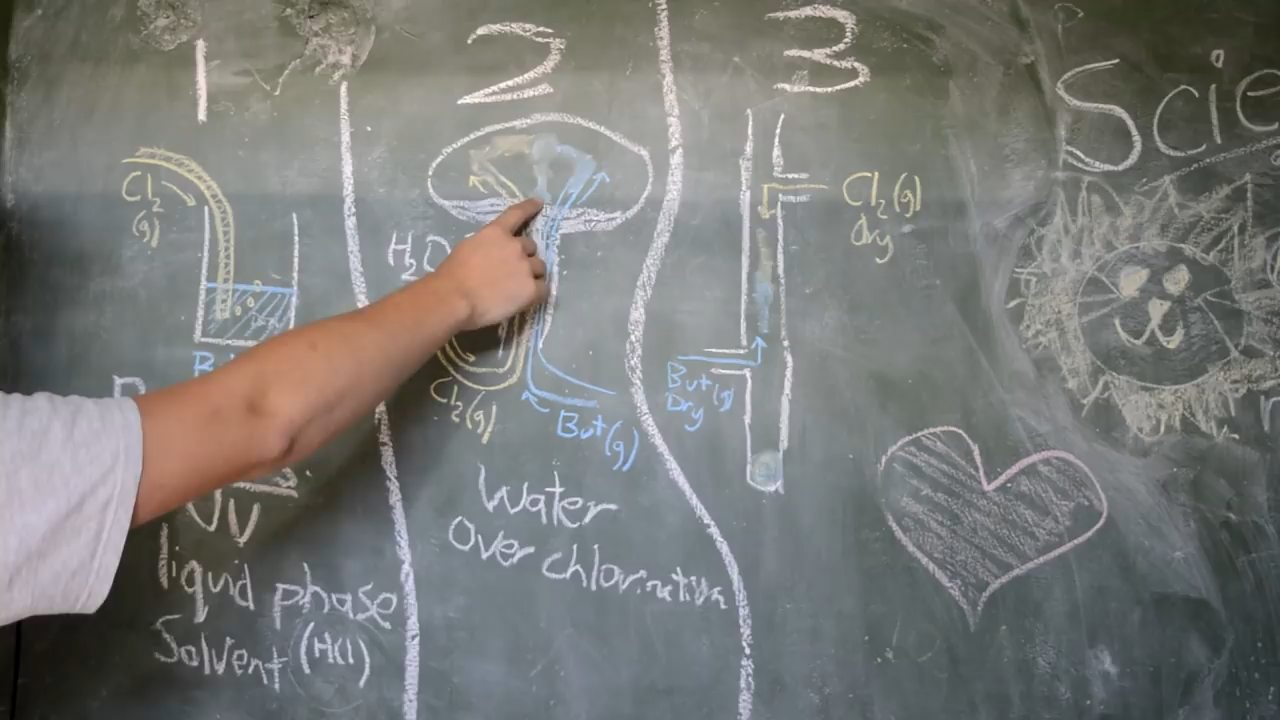 1
2
3
Scie
Cl₂
g)
H₂O
Cl₂(g)
But(g)
Cl₂(g)
dry
But(g)
Dry
UV
liquid phase
Solvent (HCl)
Water
Over chlorination